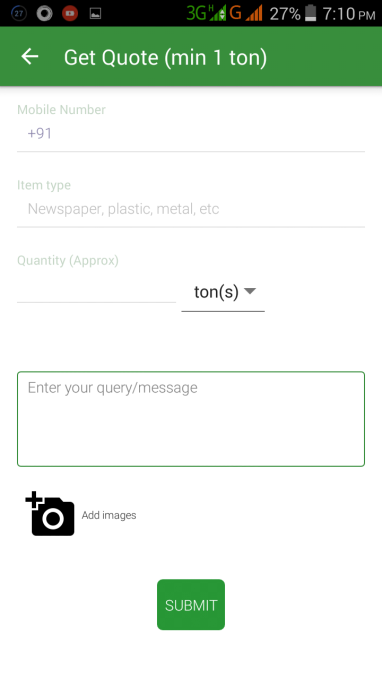 27 3G H G 27% 7:10 PM
Get Quote (min 1 ton)
Mobile Number
+91
Item type
Newspaper, plastic, metal, etc
Quantity (Approx)
ton(s)
Enter your query/message
Add images
SUBMIT